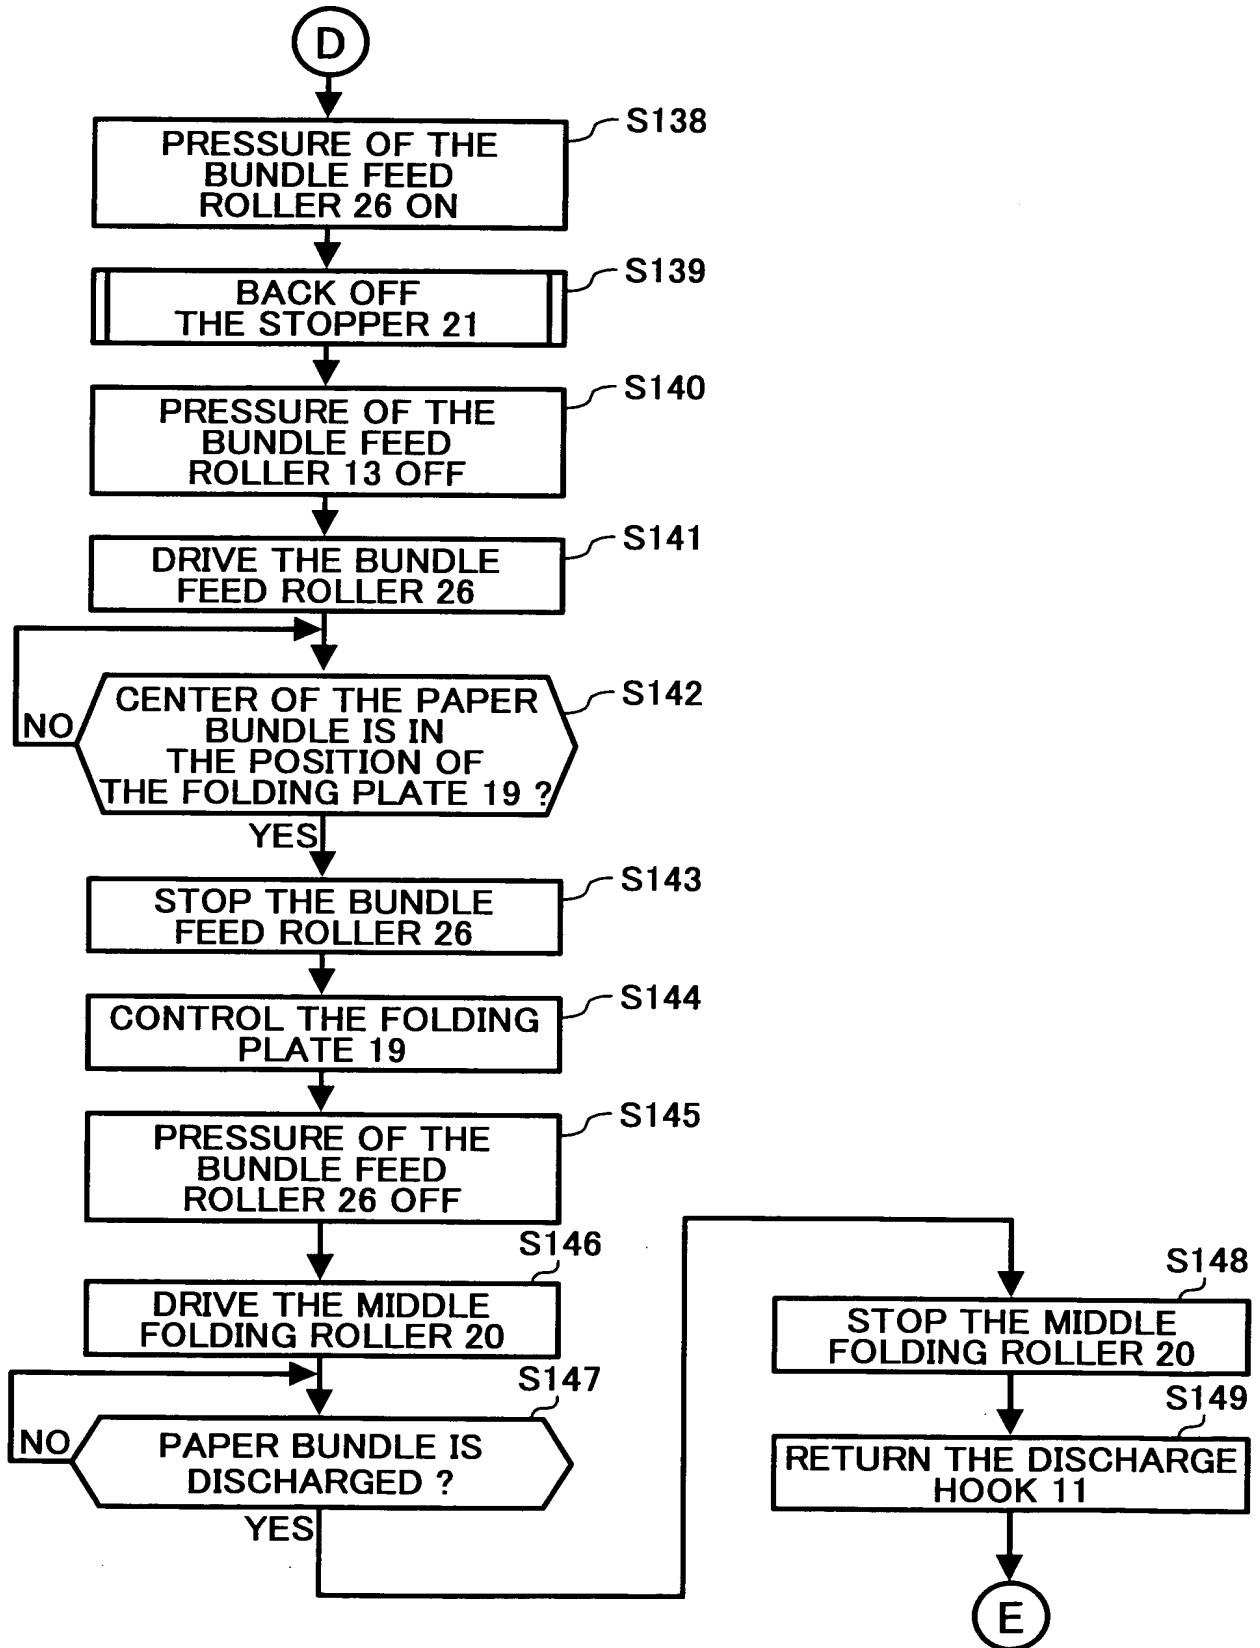 D
S138
PRESSURE OF THE
BUNDLE FEED
ROLLER 26 ON
S139
BACK OFF
THE STOPPER 21
S140
PRESSURE OF THE
BUNDLE FEED
ROLLER 13 OFF
S141
DRIVE THE BUNDLE
FEED ROLLER 26
S142
CENTER OF THE PAPER
BUNDLE IS IN
THE POSITION OF
THE FOLDING PLATE 19 ?
NO
YES
S143
STOP THE BUNDLE
FEED ROLLER 26
S144
CONTROL THE FOLDING
PLATE 19
S145
PRESSURE OF THE
BUNDLE FEED
ROLLER 26 OFF
S146
DRIVE THE MIDDLE
FOLDING ROLLER 20
S147
PAPER BUNDLE IS
DISCHARGED ?
NO
YES
S148
STOP THE MIDDLE
FOLDING ROLLER 20
S149
RETURN THE DISCHARGE
HOOK 11
E